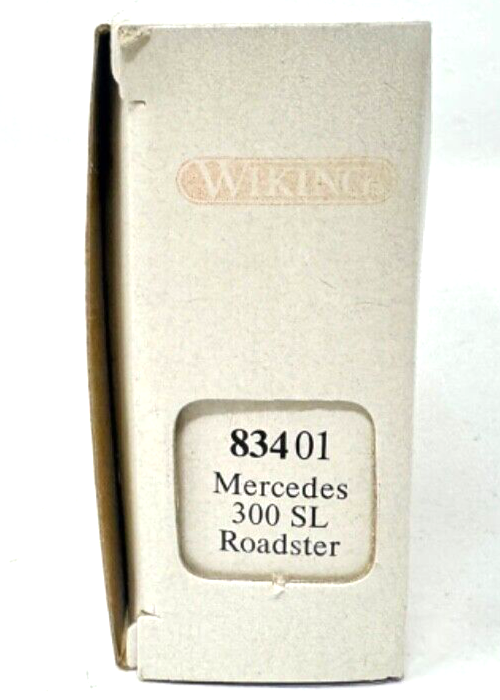 WIKING
83401
Mercedes
300 SL
Roadster